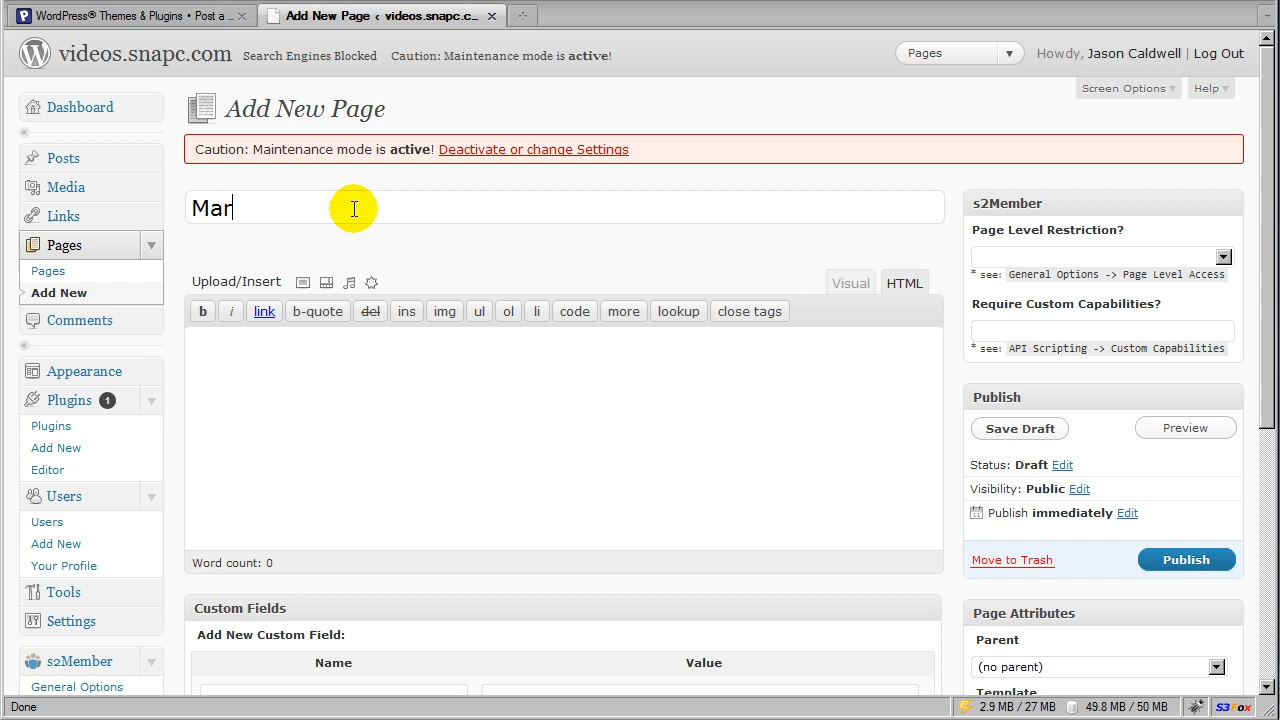 WordPress® Themes & Plugins • Post a ...
Add New Page ‹ videos.snapc.c...
videos.snapc.com
Search Engines Blocked
Caution: Maintenance mode is active!
Pages
Howdy, Jason Caldwell | Log Out
Screen Options
Help
Dashboard
Posts
Media
Links
Pages
Pages
Add New
Comments
Appearance
Plugins 1
Plugins
Add New
Editor
Users
Users
Add New
Your Profile
Tools
Settings
s2Member
General Options
Add New Page
Caution: Maintenance mode is active! Deactivate or change Settings
Mar
Upload/Insert
Visual
HTML
b
i
link
b-quote
del
ins
img
ul
ol
li
code
more
lookup
close tags
Word count: 0
Custom Fields
Add New Custom Field:
Name
Value
s2Member
Page Level Restriction?
* see: General Options -> Page Level Access
Require Custom Capabilities?
* see: API Scripting -> Custom Capabilities
Publish
Save Draft
Preview
Status: Draft Edit
Visibility: Public Edit
Publish immediately Edit
Move to Trash
Publish
Page Attributes
Parent
(no parent)
Template
Done
2.9 MB / 27 MB
49.8 MB / 50 MB
S3Fox